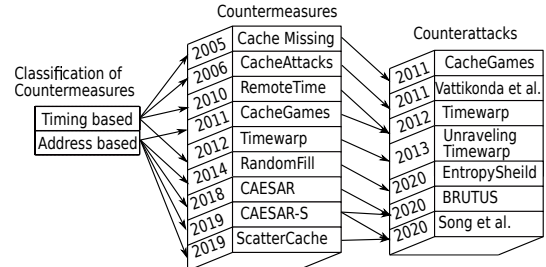 Countermeasures
Counterattacks
Classification of
Countermeasures
Timing based
Address based
2005 Cache Missing
2006 CacheAttacks
2010 RemoteTime
2011 CacheGames
2012 Timewarp
2014 RandomFill
2018 CAESAR
2019 CAESAR-S
2019 ScatterCache
2011 CacheGames
2011 Vattikonda et al.
2012 Timewarp
2013 Unraveling
Timewarp
2020 EntropySheild
2020 BRUTUS
2020 Song et al.